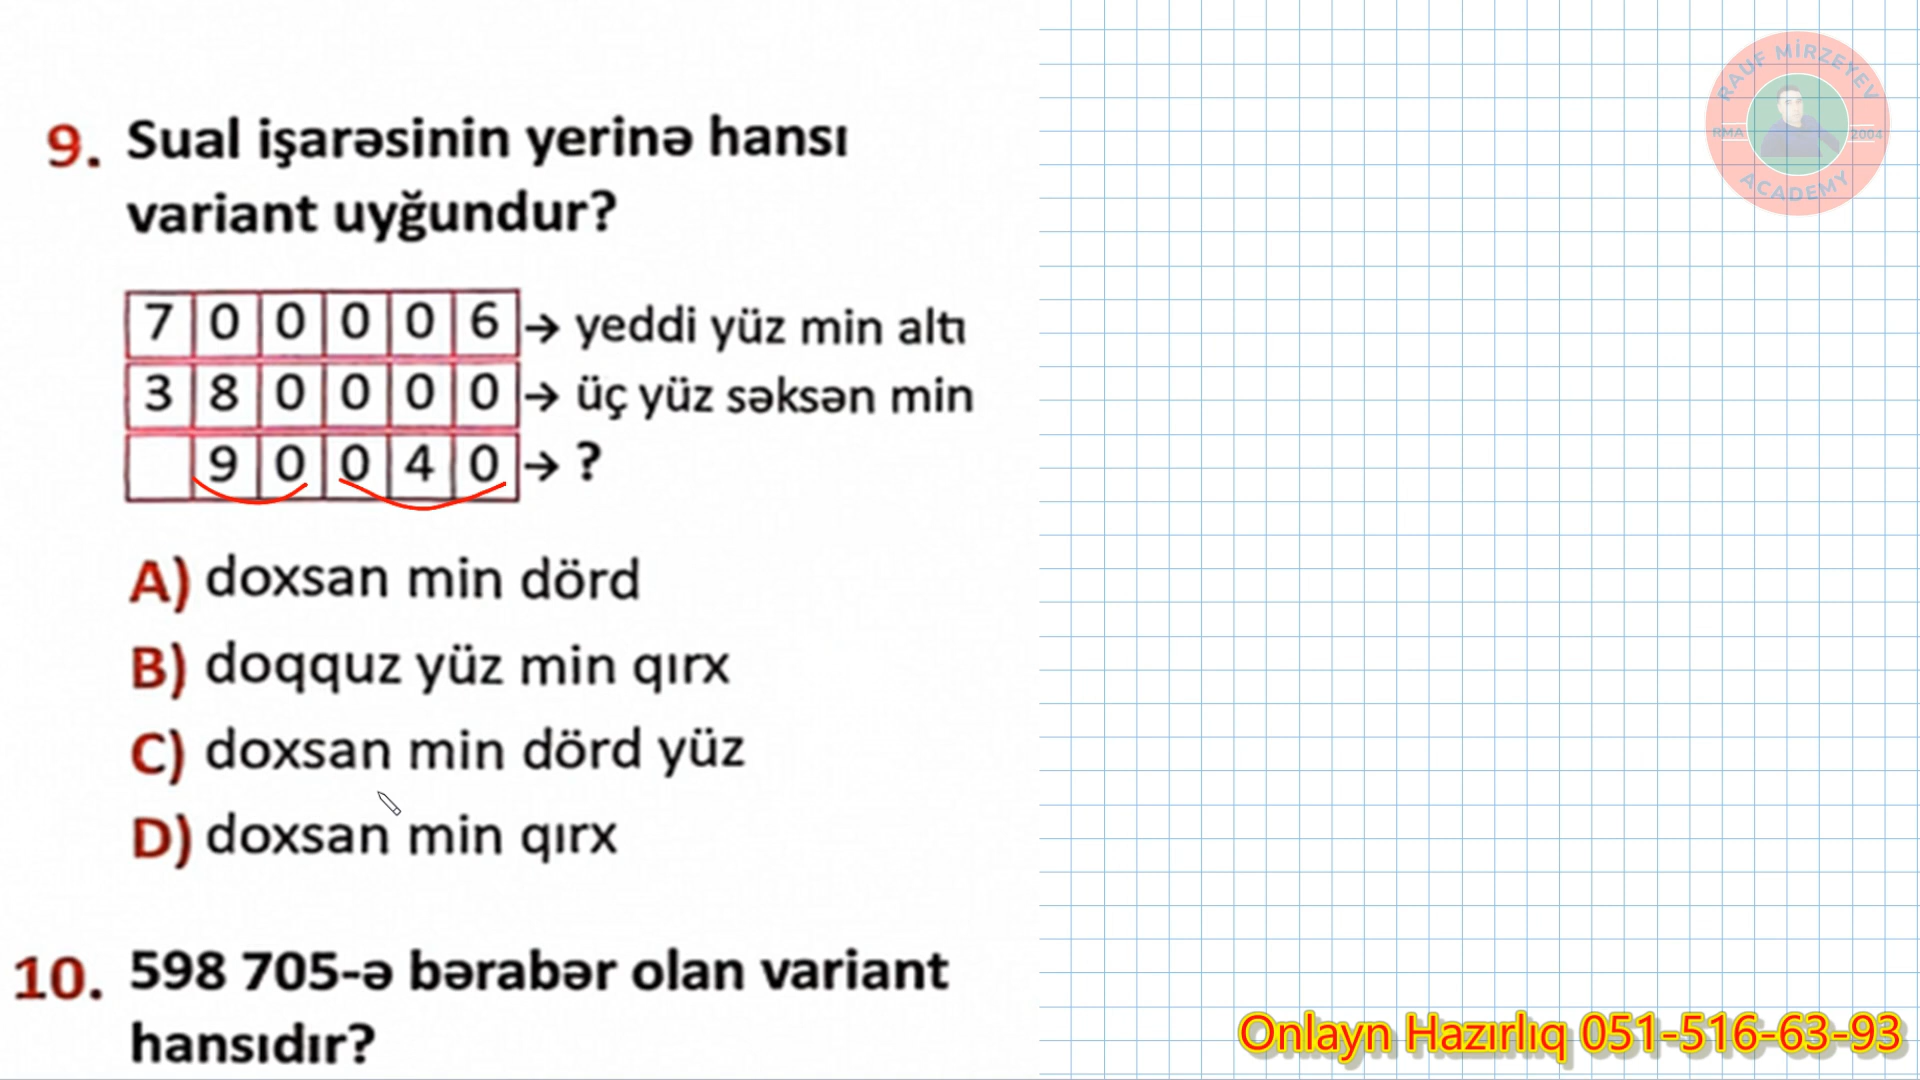 9. Sual işarəsinin yerinə hansı
variant uyğundur?
7 0 0 0 0 6 → yeddi yüz min altı
3 8 0 0 0 0 → üç yüz səksən min
9 0 0 4 0 → ?
A) doxsan min dörd
B) doqquz yüz min qırx
C) doxsan min dörd yüz
D) doxsan min qırx
10. 598 705-ə bərabər olan variant
hansıdır?
RAUF MİRZEYEV
RMA 2004
ACADEMY
Onlayn Hazırlıq 051-516-63-93